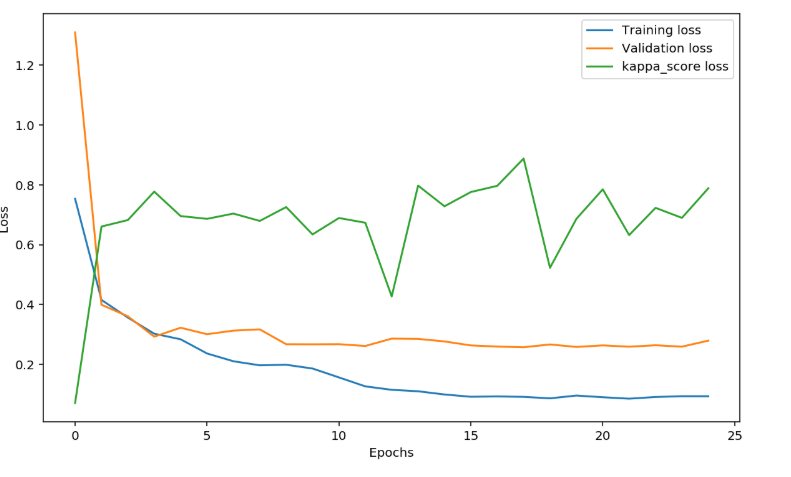 Training loss
Validation loss
kappa_score loss
1.2
1.0
0.8
0.6
0.4
0.2
Loss
0 5 10 15 20 25
Epochs